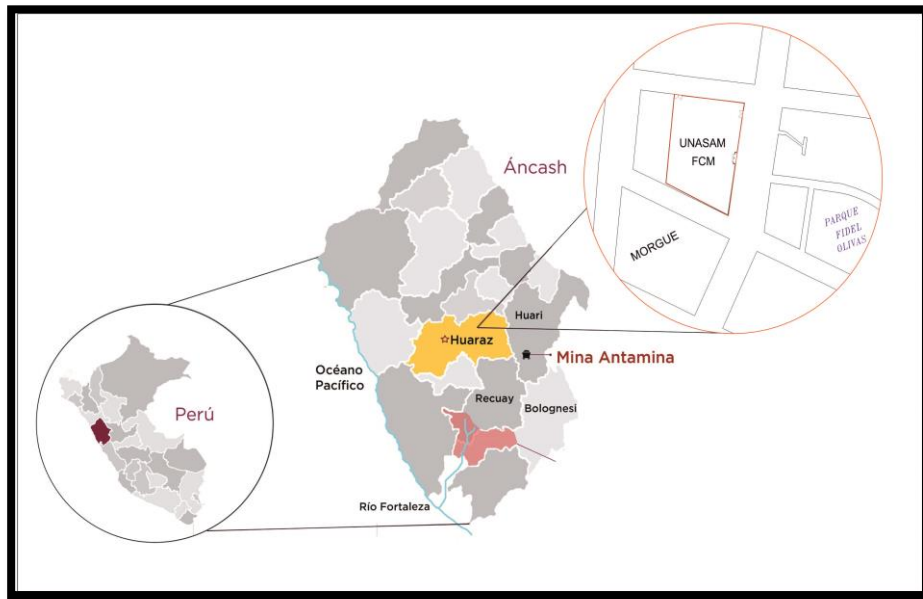 Áncash
UNASAM
FCM
PARQUE
FIDEL
OLIVAS
MORGUE
Huari
Huaraz
Mina Antamina
Océano
Pacífico
Perú
Recuay
Bolognesi
Río Fortaleza